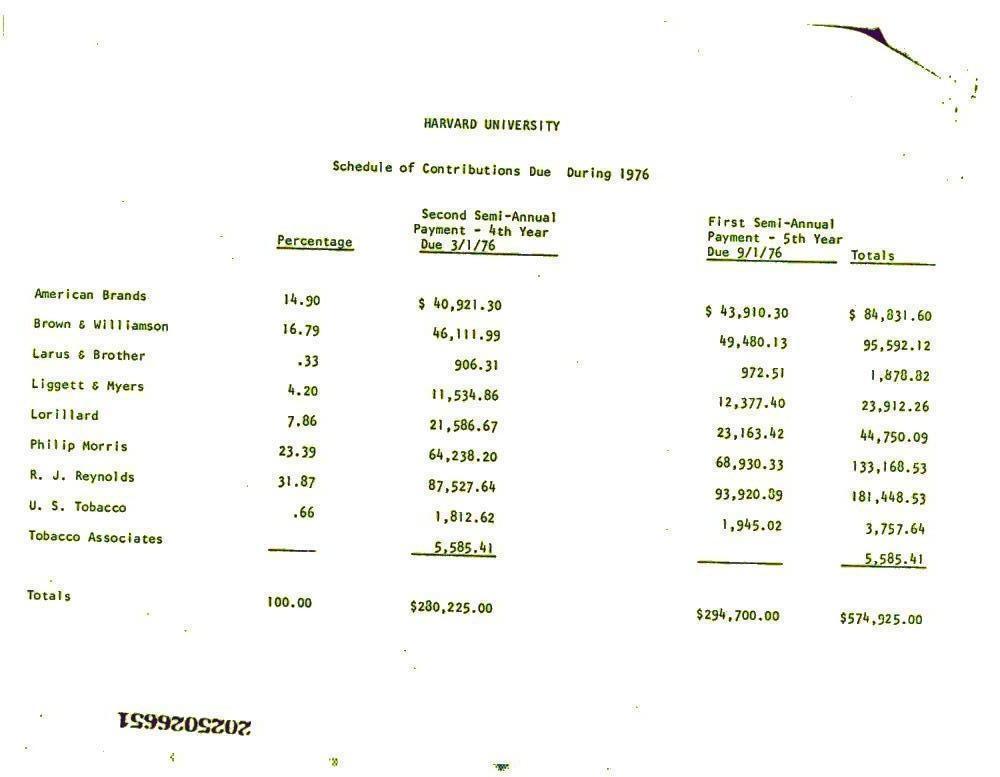 HARVARD UNIVERSITY
Schedule of Contributions Due During 1976
Percentage
Second Semi-Annual
Payment - 4th Year
Due 3/1/76
First Semi-Annual
Payment - 5th Year
Due 9/1/76
Totals
American Brands 14.90 $ 40,921.30 $ 43,910.30 $ 84,831.60
Brown & Williamson 16.79 46,111.99 49,480.13 95,592.12
Larus & Brother .33 906.31 972.51 1,878.82
Liggett & Myers 4.20 11,534.86 12,377.40 23,912.26
Lorillard 7.86 21,586.67 23,163.42 44,750.09
Philip Morris 23.39 64,238.20 68,930.33 133,168.53
R. J. Reynolds 31.87 87,527.64 93,920.89 181,448.53
U. S. Tobacco .66 1,812.62 1,945.02 3,757.64
Tobacco Associates 5,585.41 5,585.41
Totals 100.00 $280,225.00 $294,700.00 $574,925.00
2025026651